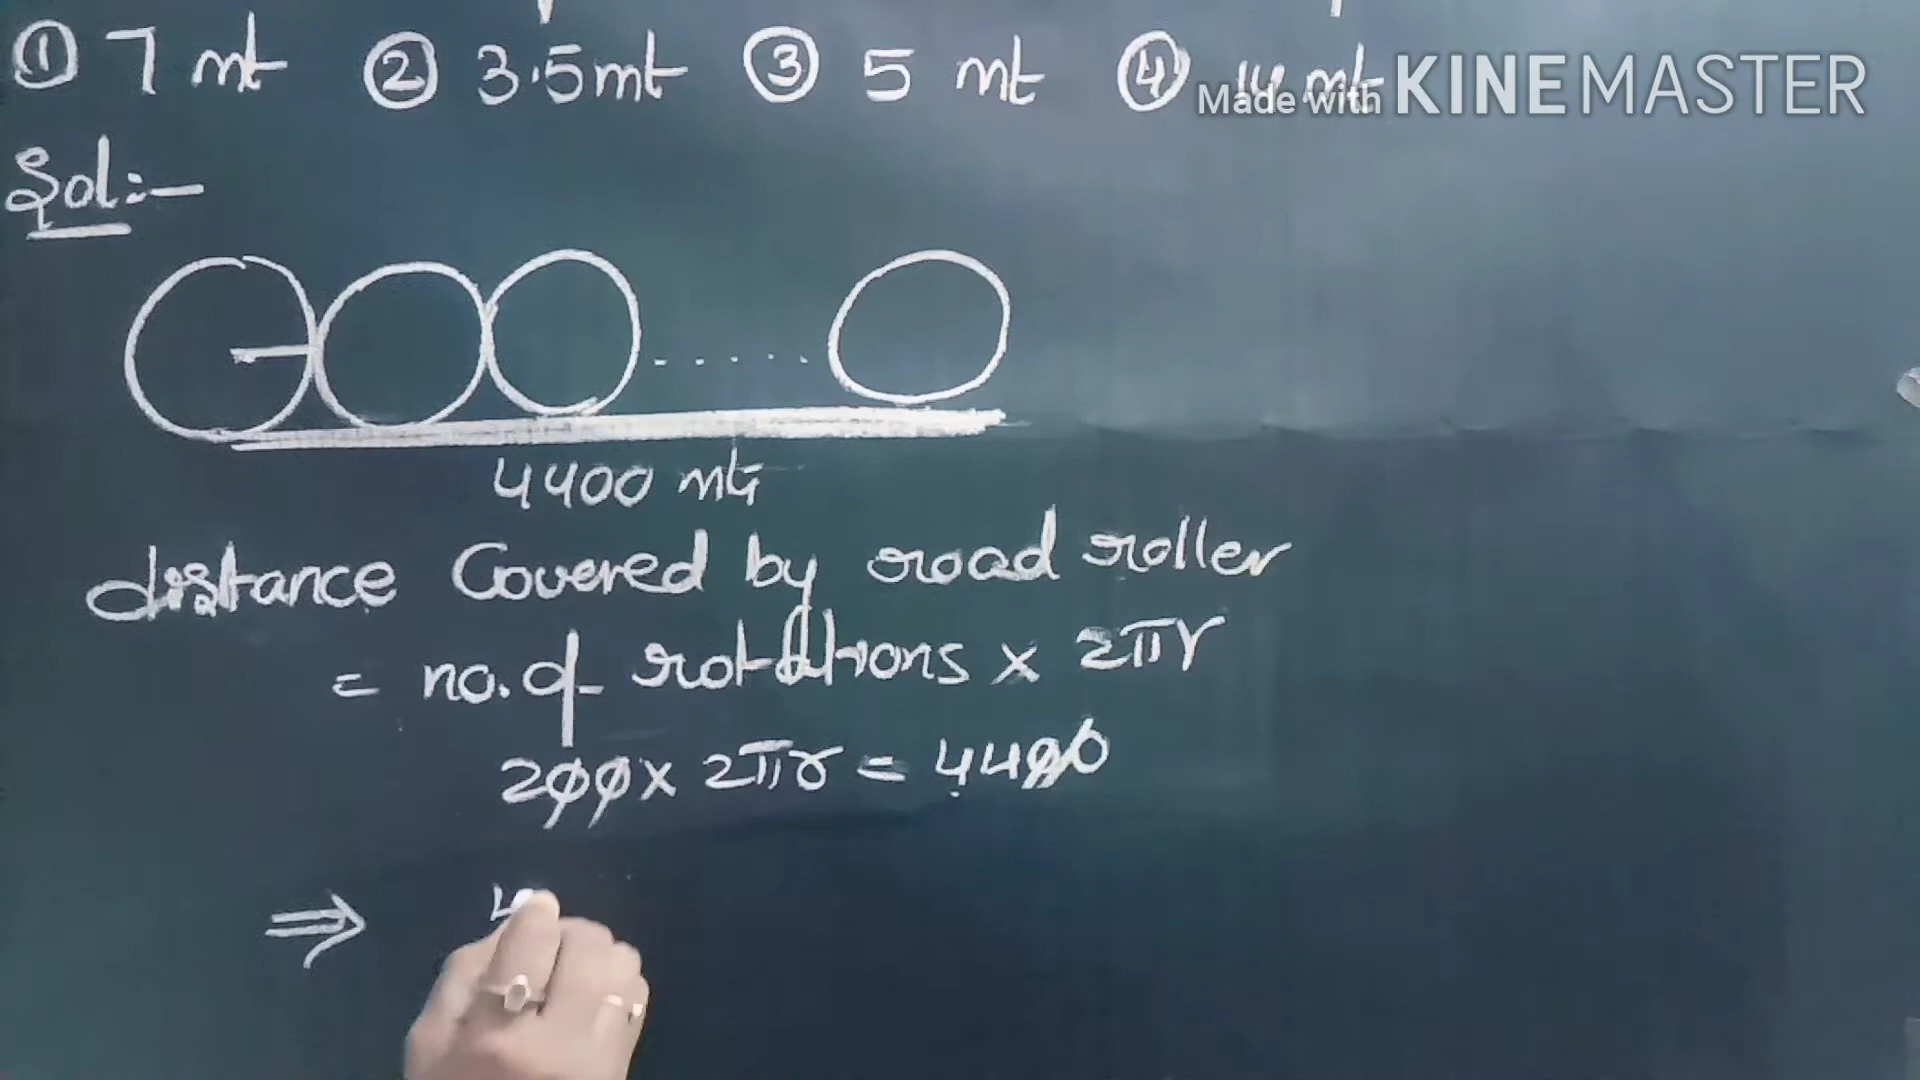 ① 7 mt ② 3.5mt ③ 5 mt ④ 14 mt
Made with KINEMASTER
Sol:-
4400 mt
distance Covered by road roller
= no. of rotations x 2πr
200 x 2πr = 4400
⇒ 4